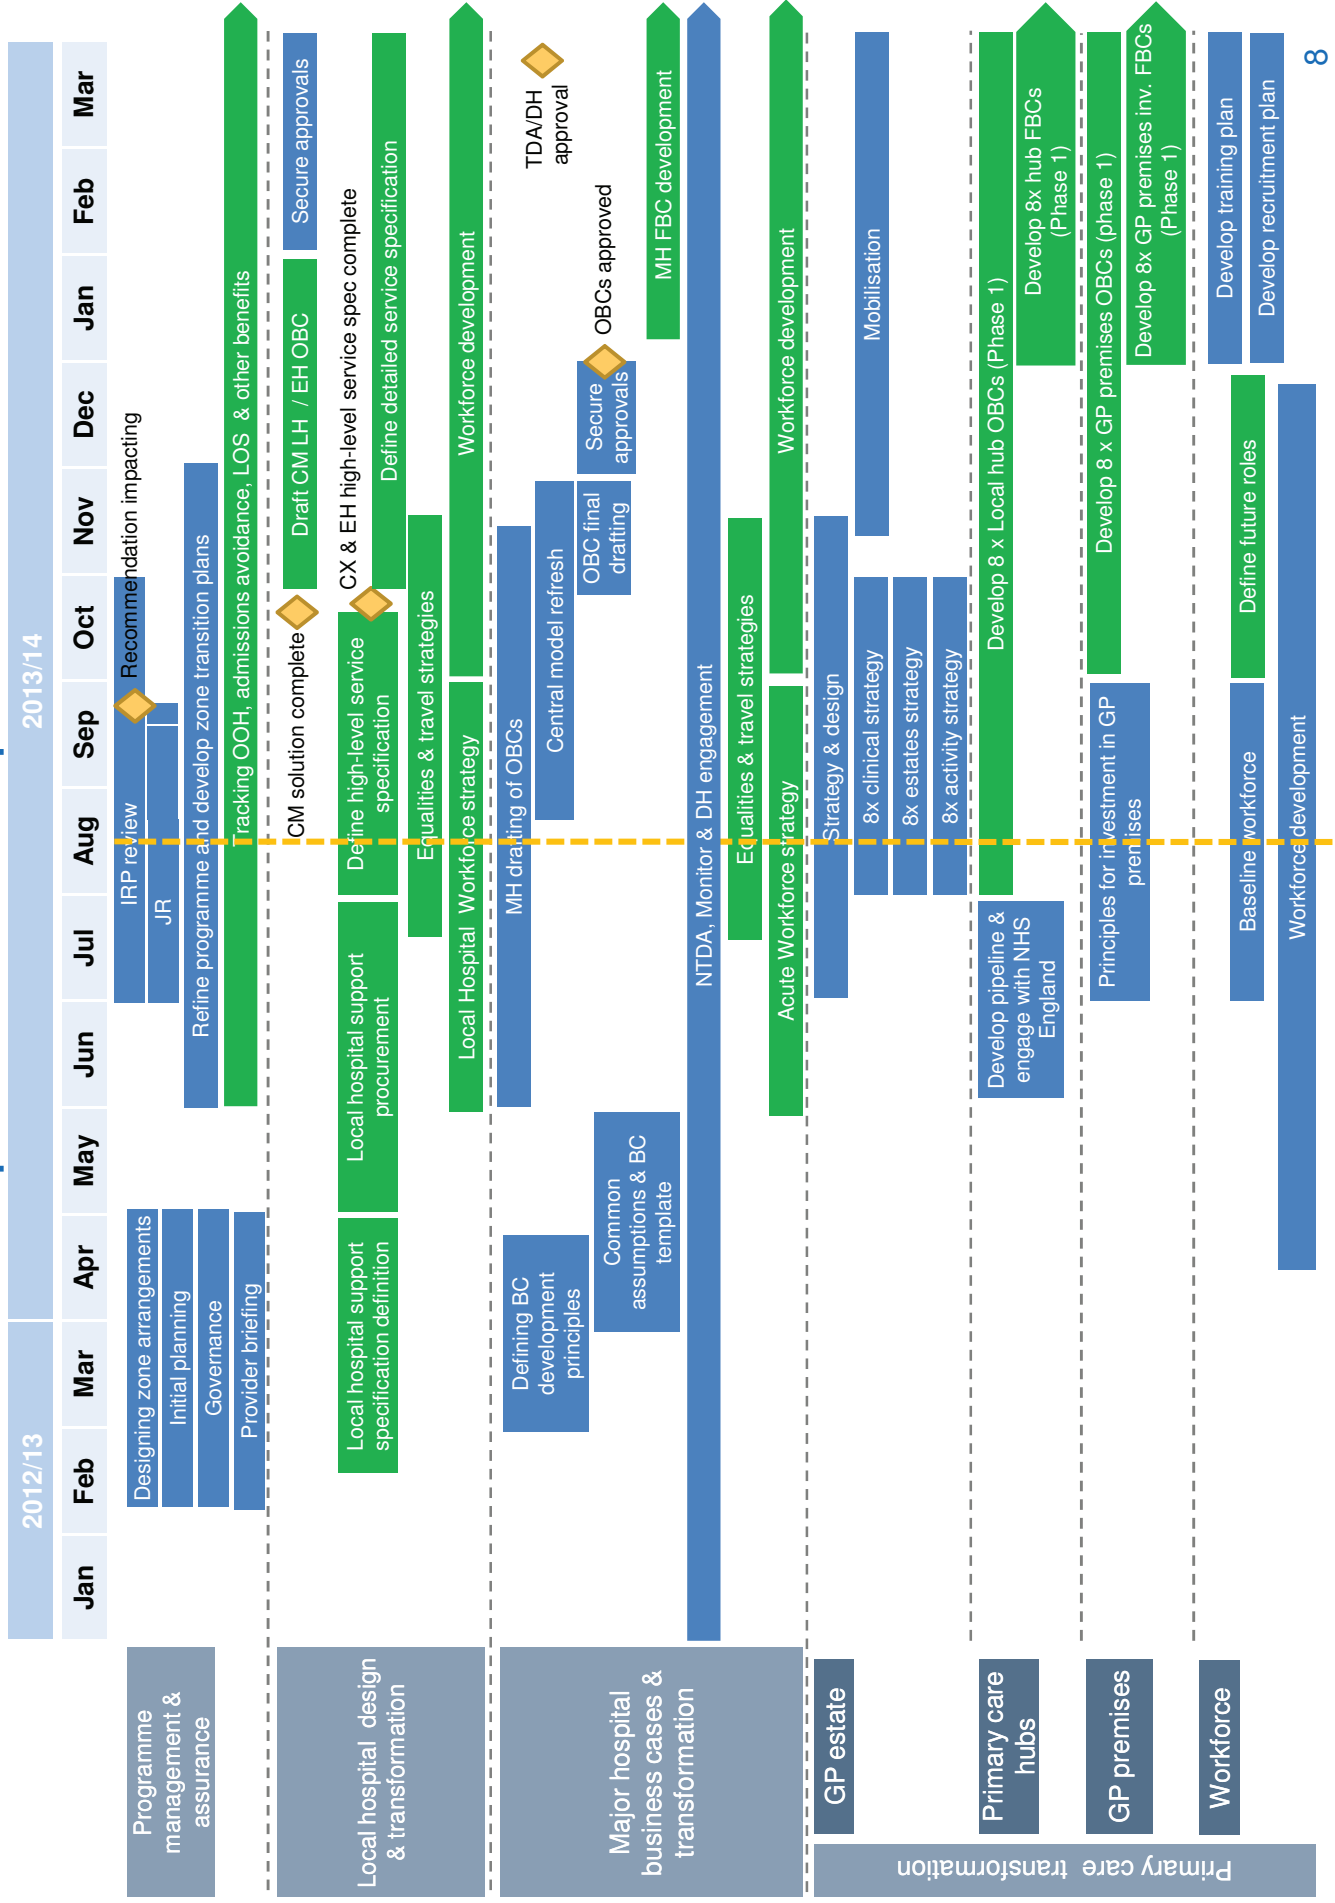 2012/13
2013/14
Jan
Feb
Mar
Apr
May
Jun
Jul
Aug
Sep
Oct
Nov
Dec
Jan
Feb
Mar
Programme
management &
assurance
Designing zone arrangements
Initial planning
Governance
Provider briefing
IRP review
JR
Recommendation impacting
Refine programme and develop zone transition plans
Tracking OOH, admissions avoidance, LOS & other benefits
Local hospital design
& transformation
CM solution complete
Draft CM LH / EH OBC
Secure approvals
Local hospital support
specification definition
Local hospital support
procurement
Define high-level service
specification
CX & EH high-level service spec complete
Define detailed service specification
Equalities & travel strategies
Local Hospital Workforce strategy
Workforce development
Major hospital
business cases &
transformation
Defining BC
development
principles
Common
assumptions & BC
template
MH drafting of OBCs
Central model refresh
OBC final
drafting
Secure
approvals
OBCs approved
TDA/DH
approval
MH FBC development
NTDA, Monitor & DH engagement
Equalities & travel strategies
Acute Workforce strategy
Workforce development
Primary care
transformation
GP estate
Strategy & design
8x clinical strategy
8x estates strategy
8x activity strategy
Mobilisation
Primary care
hubs
Develop pipeline &
engage with NHS
England
Develop 8 x Local hub OBCs (Phase 1)
Develop 8x hub FBCs
(Phase 1)
GP premises
Principles for investment in GP
premises
Develop 8 x GP premises OBCs (phase 1)
Develop 8x GP premises inv. FBCs
(Phase 1)
Workforce
Baseline workforce
Define future roles
Develop training plan
Develop recruitment plan
Workforce development
8